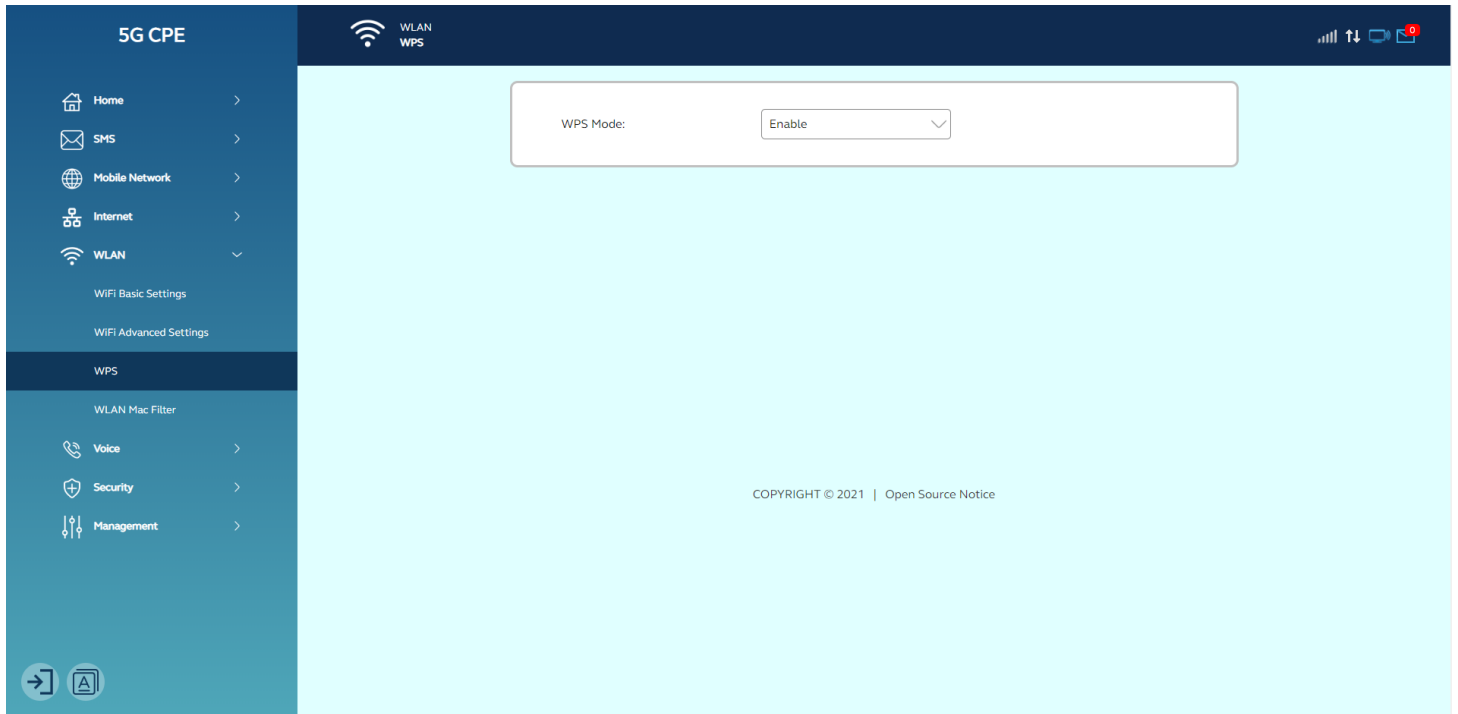 5G CPE
WLAN
WPS
0
Home
SMS
Mobile Network
Internet
WLAN
WiFi Basic Settings
WiFi Advanced Settings
WPS
WLAN Mac Filter
Voice
Security
Management
A
WPS Mode:
Enable
COPYRIGHT © 2021 | Open Source Notice